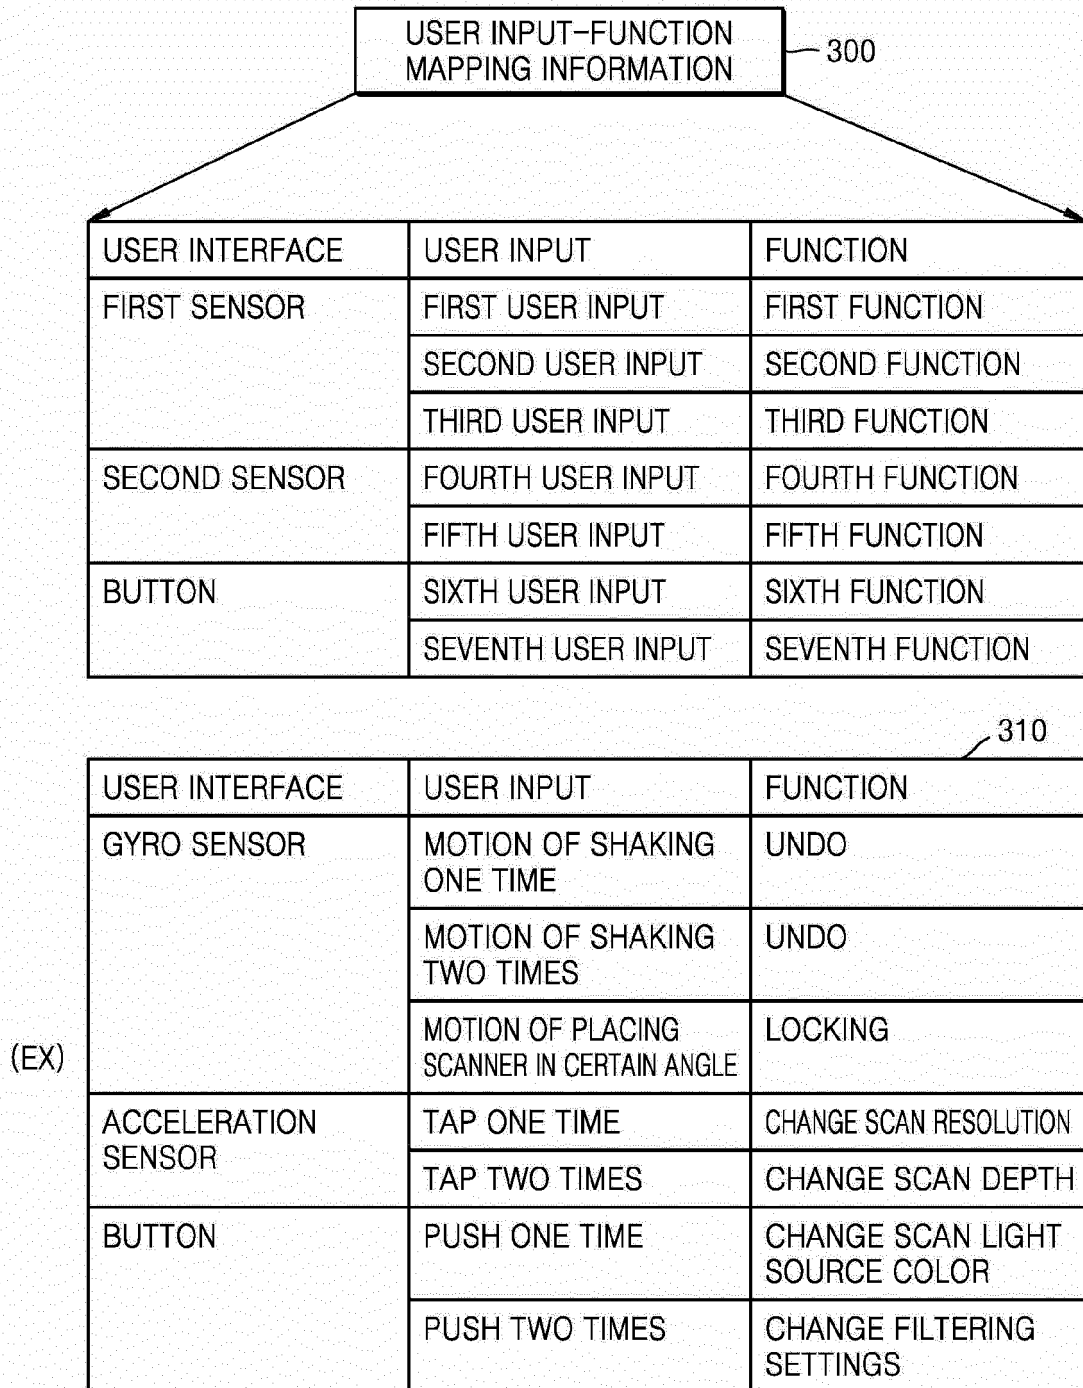 USER INPUT-FUNCTION
MAPPING INFORMATION
300
USER INTERFACE USER INPUT FUNCTION
FIRST SENSOR FIRST USER INPUT FIRST FUNCTION
SECOND USER INPUT SECOND FUNCTION
THIRD USER INPUT THIRD FUNCTION
SECOND SENSOR FOURTH USER INPUT FOURTH FUNCTION
FIFTH USER INPUT FIFTH FUNCTION
BUTTON SIXTH USER INPUT SIXTH FUNCTION
SEVENTH USER INPUT SEVENTH FUNCTION
310
(EX)
USER INTERFACE USER INPUT FUNCTION
GYRO SENSOR MOTION OF SHAKING UNDO
ONE TIME
MOTION OF SHAKING UNDO
TWO TIMES
MOTION OF PLACING LOCKING
SCANNER IN CERTAIN ANGLE
ACCELERATION TAP ONE TIME CHANGE SCAN RESOLUTION
SENSOR
TAP TWO TIMES CHANGE SCAN DEPTH
BUTTON PUSH ONE TIME CHANGE SCAN LIGHT
SOURCE COLOR
PUSH TWO TIMES CHANGE FILTERING
SETTINGS